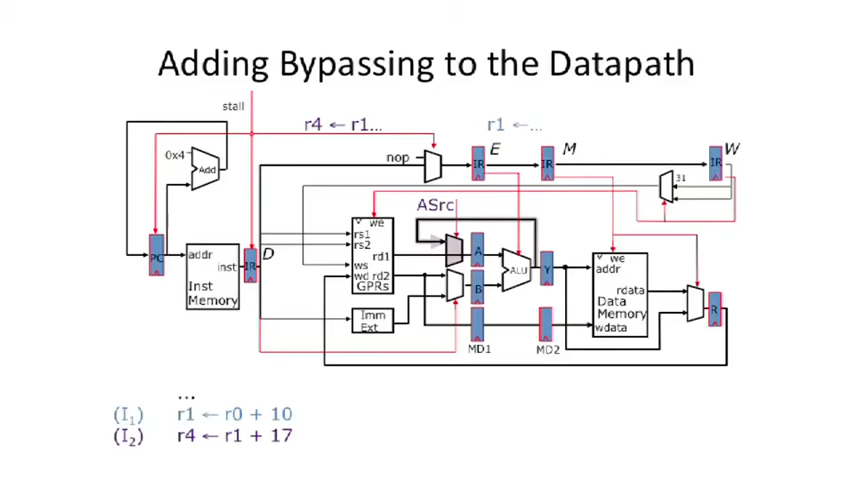 Adding Bypassing to the Datapath
stall
r4 ← r1...
r1 ←...
E
M
W
0x4
Add
nop
IR
IR
IR
31
ASrc
we
rs1
rs2
rd1
ws
wd rd2
GPRs
PC
addr
inst
Inst
Memory
IR
D
A
B
ALU
Y
we
addr
rdata
Data
Memory
wdata
R
Imm
Ext
MD1
MD2
...
(I1) r1 ← r0 + 10
(I2) r4 ← r1 + 17